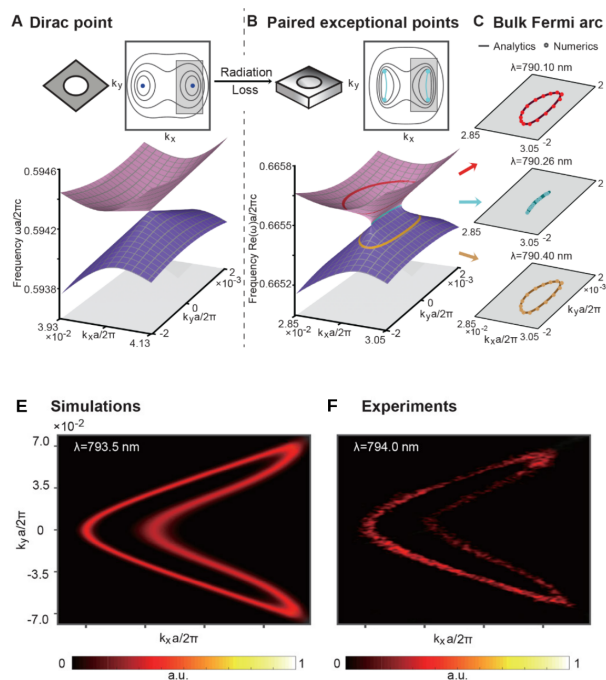 A Dirac point
B Paired exceptional points
C Bulk Fermi arc
Analytics
Numerics
Radiation
Loss
ky
kx
ky
kx
λ=790.10 nm
2
2.85
3.05 -2
λ=790.26 nm
2
2.85
3.05 -2
λ=790.40 nm
2
×10⁻³
2.85
×10⁻²
kxa/2π
3.05
-2
kya/2π
Frequency ωa/2πc
0.5946
0.5942
0.5938
3.93
×10⁻²
kxa/2π
4.13
-2
0
2
×10⁻³
kya/2π
Frequency Re(ω)a/2πc
0.6658
0.6655
0.6652
2.85
×10⁻²
kxa/2π
3.05
-2
0
2
×10⁻³
kya/2π
E Simulations
×10⁻²
λ=793.5 nm
7.0
3.5
0
-3.5
-7.0
kya/2π
kxa/2π
0
1
a.u.
F Experiments
λ=794.0 nm
kxa/2π
0
1
a.u.